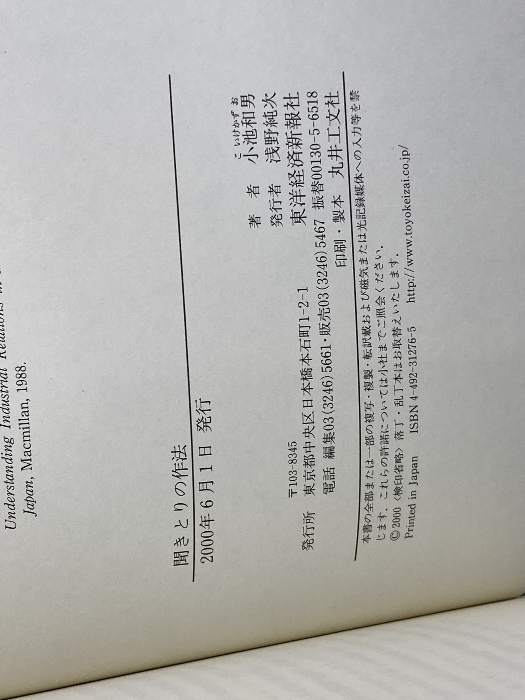 Understanding Industrial Relations in
Japan, Macmillan, 1988.
聞きとりの作法
2000年6月1日 発行
こいけかずお
著 者 小池和男
発行者 浅野純次
〒103-8345
発行所 東京都中央区日本橋本石町1-2-1 東洋経済新報社
電話 編集03(3246)5661・販売03(3246)5467 振替00130-5-6518
印刷・製本 丸井工文社
本書の全部または一部の複写・複製・転訳載および磁気または光記録媒体への入力等を禁
じます．これらの許諾については小社までご照会ください．
©2000〈検印省略〉落丁・乱丁本はお取替えいたします．
Printed in Japan ISBN 4-492-31276-5 http://www.toyokeizai.co.jp/